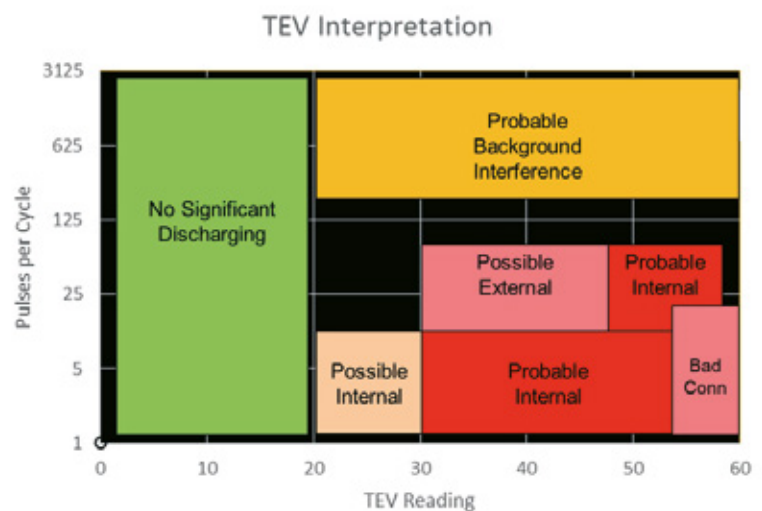 TEV Interpretation
3125
625
125
25
5
1
Pulses per Cycle
No Significant
Discharging
Probable
Background
Interference
Possible
External
Probable
Internal
Possible
Internal
Probable
Internal
Bad
Conn
0 10 20 30 40 50 60
TEV Reading